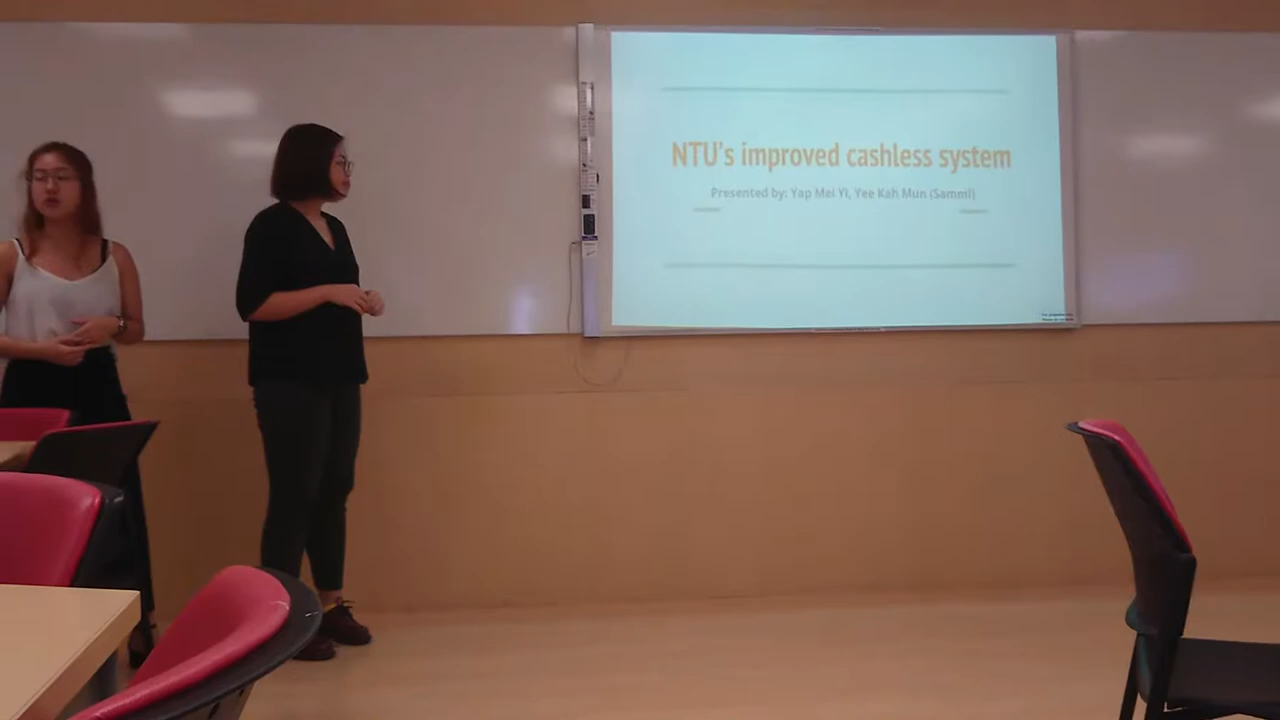 NTU's improved cashless system
Presented by: Yap Mei Yi, Yee Kah Mun (Sammi)